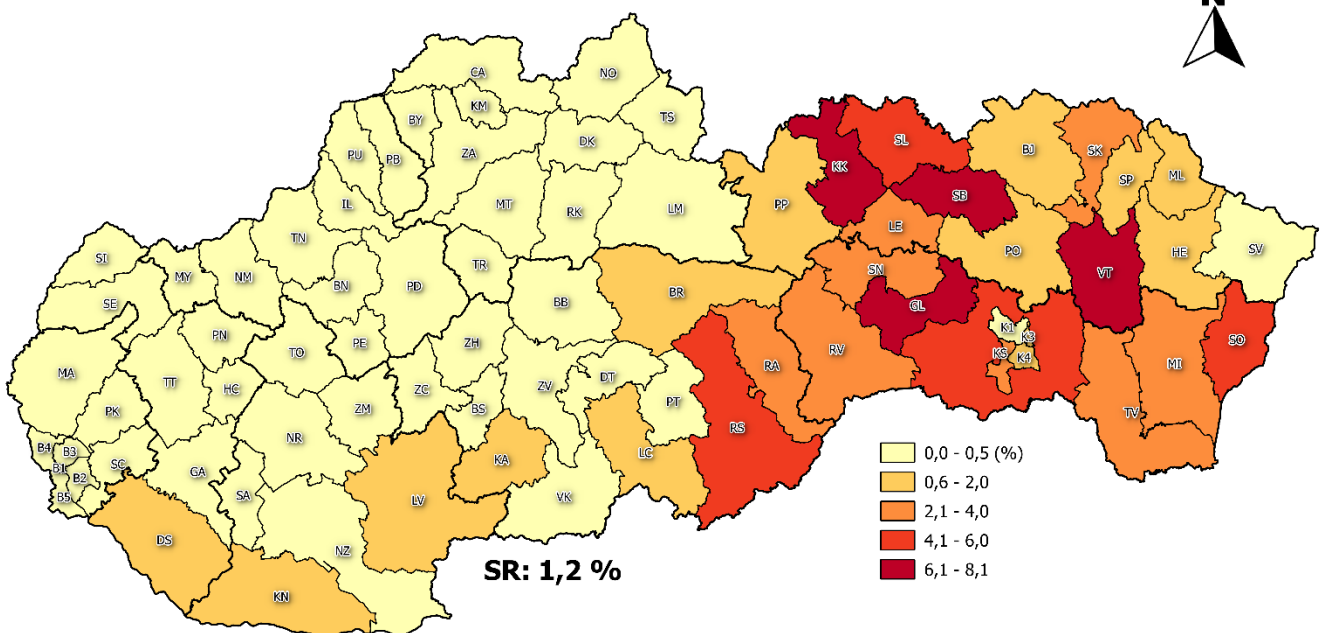 N
CA
NO
KM
TS
BY
DK
PU
PB
ZA
IL
MT
RK
LM
TN
TR
SI
MY
NM
BN
PD
BB
SE
PN
PE
ZH
TO
MA
TT
HC
ZC
ZV
DT
PT
PK
ZM
BS
NR
B4
B3
B1
B2
B5
SC
GA
SA
KA
LC
LV
VK
DS
NZ
KN
KK
SL
BJ
SK
SP
ML
PP
SB
LE
PO
HE
SV
VT
SN
BR
GL
K1
K3
KS
K4
SO
RV
RA
MI
TV
RS
0,0 - 0,5 (%)
0,6 - 2,0
2,1 - 4,0
4,1 - 6,0
6,1 - 8,1
SR: 1,2 %